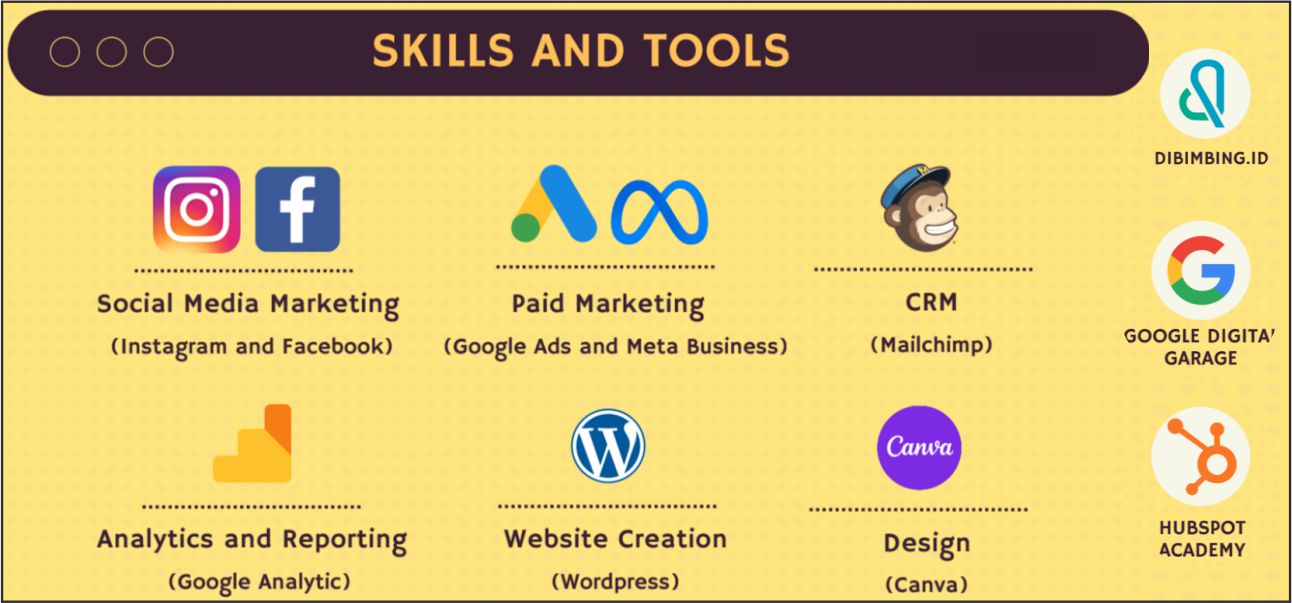 SKILLS AND TOOLS
DIBIMBING.ID
Social Media Marketing
(Instagram and Facebook)
Paid Marketing
(Google Ads and Meta Business)
CRM
(Mailchimp)
GOOGLE DIGITA
GARAGE
Analytics and Reporting
(Google Analytic)
Website Creation
(Wordpress)
Canva
Design
(Canva)
HUBSPOT
ACADEMY